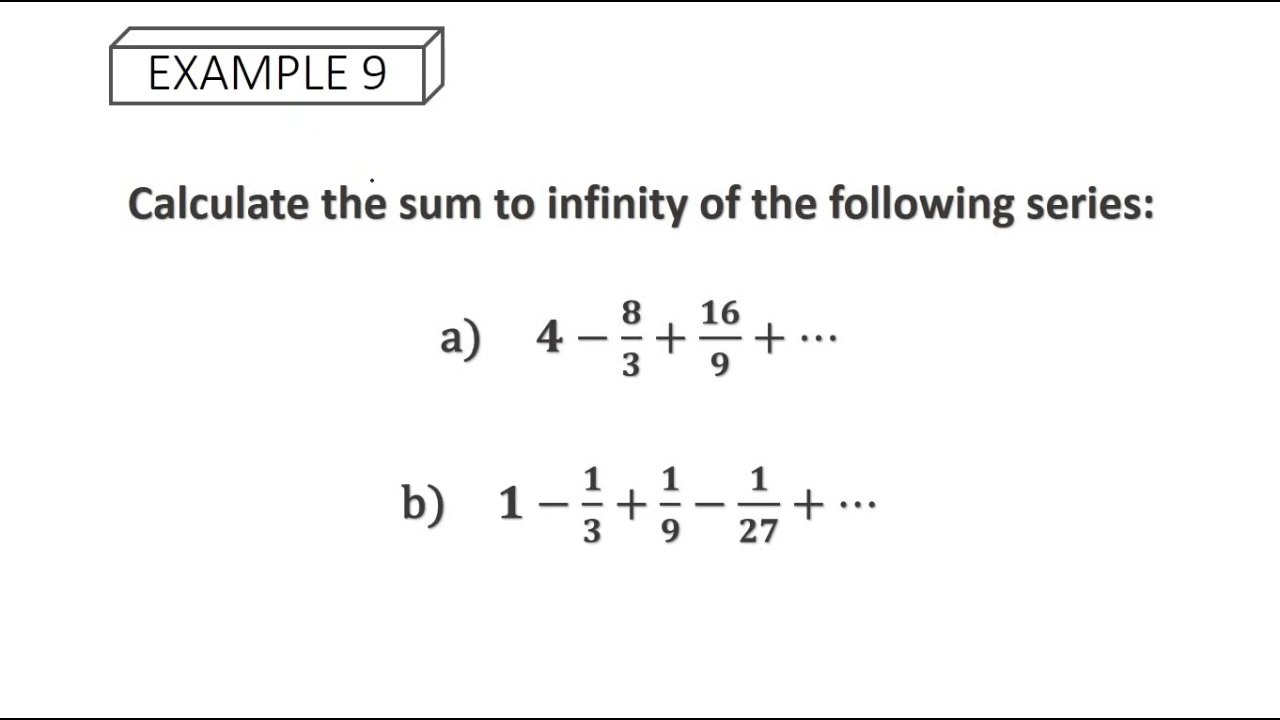 EXAMPLE 9
Calculate the sum to infinity of the following series:
a) 4 − 8/3 + 16/9 + ⋯
b) 1 − 1/3 + 1/9 − 1/27 + ⋯